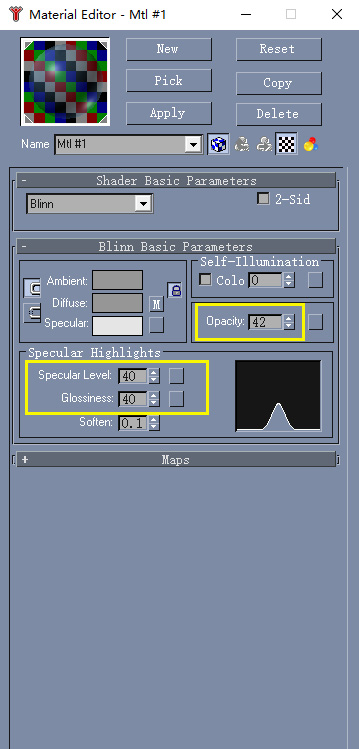 Material Editor - Mtl #1
New Reset
Pick Copy
Apply Delete
Name Mtl #1
- Shader Basic Parameters
Blinn 2-Sid
- Blinn Basic Parameters
Self-Illumination
Ambient: Colo 0
Diffuse: M
Specular: Opacity: 42
Specular Highlights
Specular Level: 40
Glossiness: 40
Soften: 0.1
+ Maps